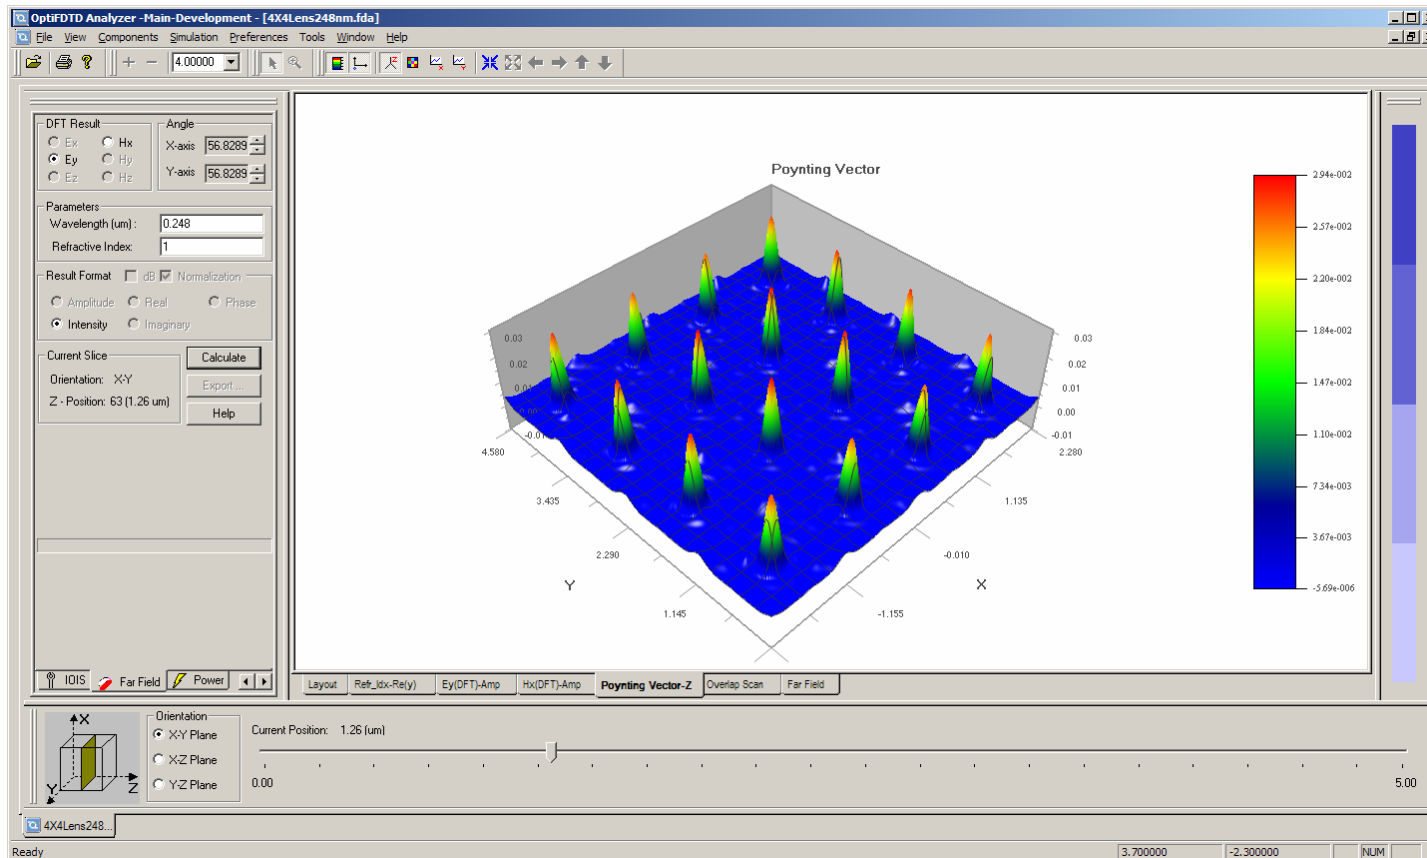 OptiFDTD Analyzer -Main-Development - [4X4Lens248nm.fda]
File View Components Simulation Preferences Tools Window Help
4.00000
DFT Result
Ex Hx
Ey Hy
Ez Hz
Angle
X-axis 56.8289
Y-axis 56.8289
Parameters
Wavelength (um) : 0.248
Refractive Index: 1
Result Format dB Normalization
Amplitude Real Phase
Intensity Imaginary
Current Slice
Orientation: X-Y
Z - Position: 63 (1.26 um)
Calculate
Export ...
Help
IOIS Far Field Power
Poynting Vector
0.03
0.02
0.01
0.00
-0.01
4.580
3.435
2.290
1.145
Y
0.03
0.02
0.01
0.00
-0.01
2.280
1.135
-0.010
-1.155
X
2.94e-002
2.57e-002
2.20e-002
1.84e-002
1.47e-002
1.10e-002
7.34e-003
3.67e-003
-5.69e-006
Layout Refr_Idx-Re(y) Ey(DFT)-Amp Hx(DFT)-Amp Poynting Vector-Z Overlap Scan Far Field
X
Y
Z
Orientation
X-Y Plane
X-Z Plane
Y-Z Plane
Current Position: 1.26 (um)
0.00 5.00
4X4Lens248...
Ready 3.700000 -2.300000 NUM